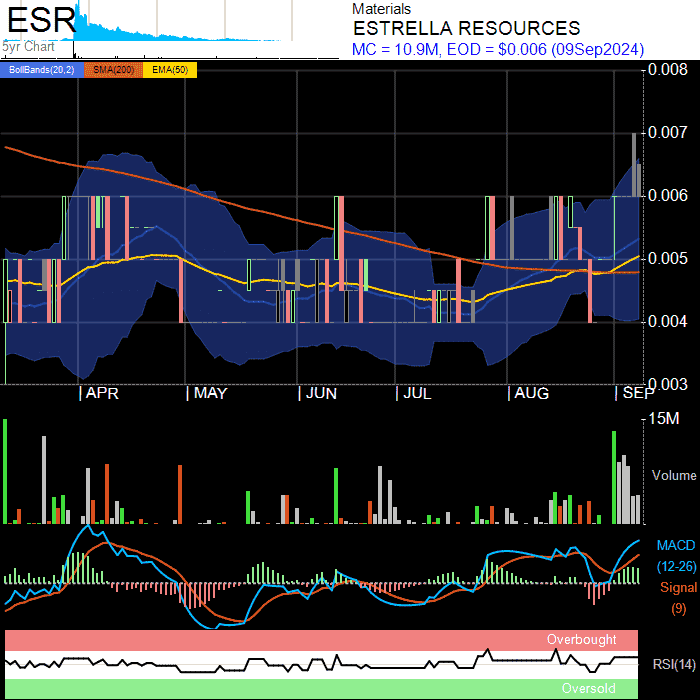 ESR
5yr Chart
Materials
ESTRELLA RESOURCES
MC = 10.9M, EOD = $0.006 (09Sep2024)
BollBands(20,2) SMA(200) EMA(50)
0.008
0.007
0.006
0.005
0.004
0.003
APR MAY JUN JUL AUG SEP
15M
Volume
MACD
(12-26)
Signal
(9)
Overbought
RSI(14)
Oversold